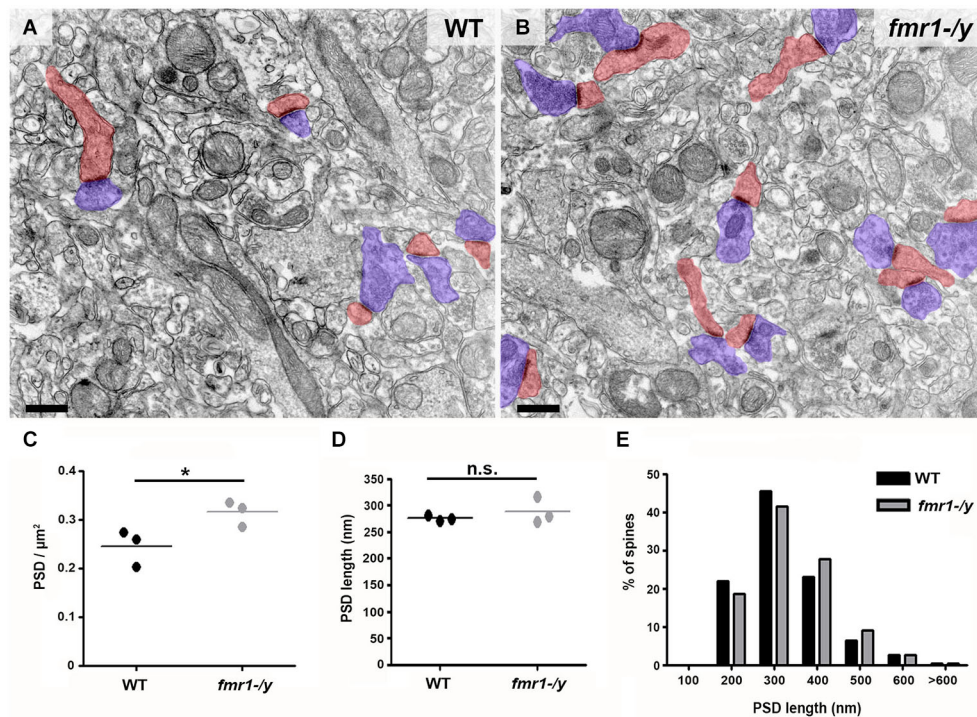 A
WT
B
fmr1-/y
C
*
0.4
0.3
0.2
0.1
0
PSD / µm²
WT
fmr1-/y
D
n.s.
350
300
250
200
150
100
50
0
PSD length (nm)
WT
fmr1-/y
E
WT
fmr1-/y
50
40
30
20
10
0
% of spines
100 200 300 400 500 600 >600
PSD length (nm)